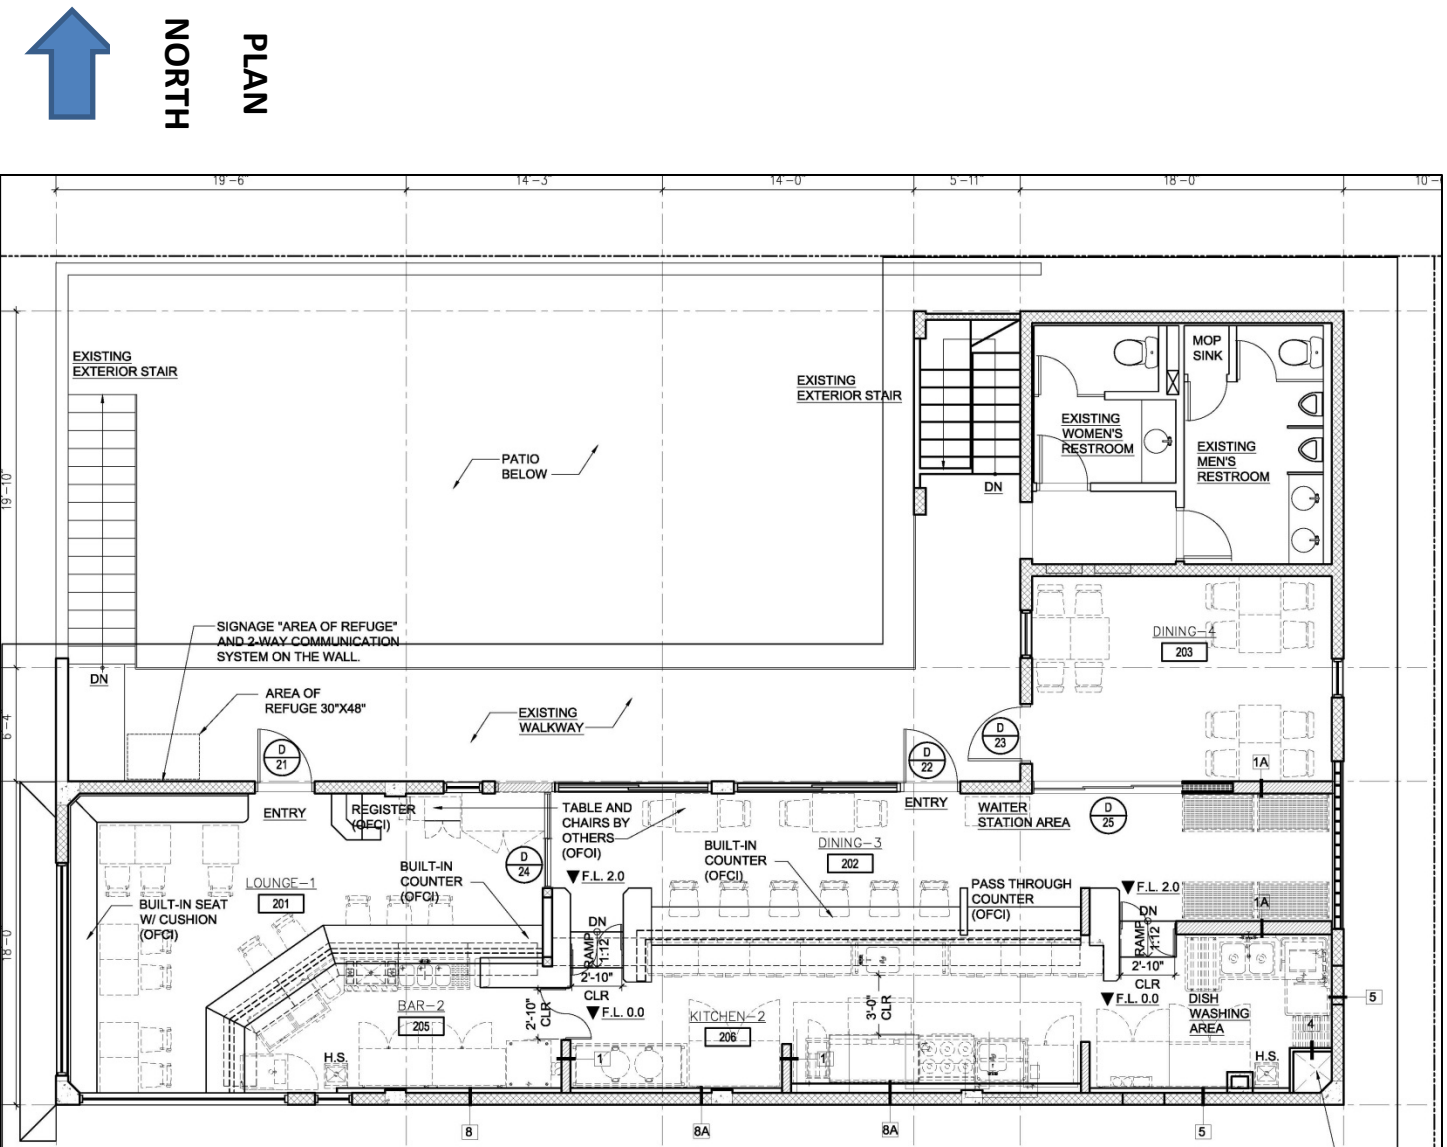 PLAN
NORTH
19'-6"
14'-3"
14'-0"
5'-11"
18'-0"
EXISTING
EXTERIOR STAIR
EXISTING
EXTERIOR STAIR
MOP
SINK
EXISTING
WOMEN'S
RESTROOM
EXISTING
MEN'S
RESTROOM
PATIO
BELOW
DN
19'-10"
SIGNAGE "AREA OF REFUGE"
AND 2-WAY COMMUNICATION
SYSTEM ON THE WALL.
DINING-4
203
DN
AREA OF
REFUGE 30"X48"
EXISTING
WALKWAY
6'-4"
D
21
D
22
D
23
1A
ENTRY
REGISTER
(OFCI)
TABLE AND
CHAIRS BY
OTHERS
(OFOI)
ENTRY
WAITER
STATION AREA
D
25
DINING-3
202
BUILT-IN
COUNTER
(OFCI)
D
24
BUILT-IN
COUNTER
(OFCI)
F.L. 2.0
LOUNGE-1
201
BUILT-IN SEAT
W/ CUSHION
(OFCI)
PASS THROUGH
COUNTER
(OFCI)
F.L. 2.0
1A
18'-0
DN
RAMP
1:12
2'-10"
CLR
DN
RAMP
1:12
2'-10"
CLR
F.L. 0.0
F.L. 0.0
2'-10"
CLR
3'-0"
CLR
BAR-2
205
KITCHEN-2
206
DISH
WASHING
AREA
5
4
H.S.
1
1
H.S.
8
8A
8A
5